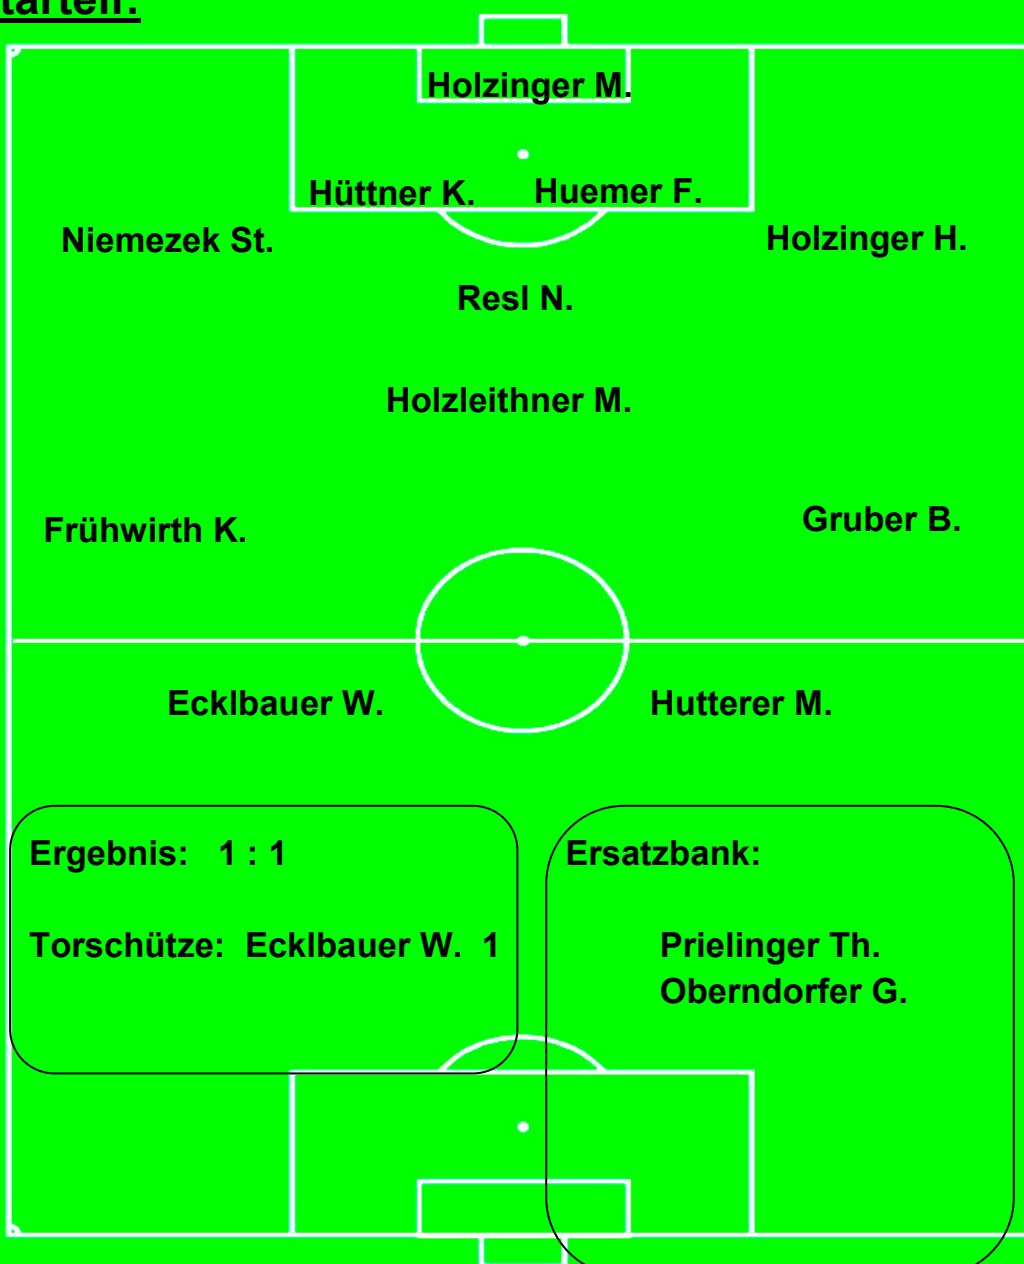 Holzinger M.
Hüttner K. Huemer F.
Niemezek St. Holzinger H.
Resl N.
Holzleithner M.
Frühwirth K. Gruber B.
Ecklbauer W. Hutterer M.
Ergebnis: 1 : 1
Torschütze: Ecklbauer W. 1
Ersatzbank:
Prielinger Th.
Oberndorfer G.